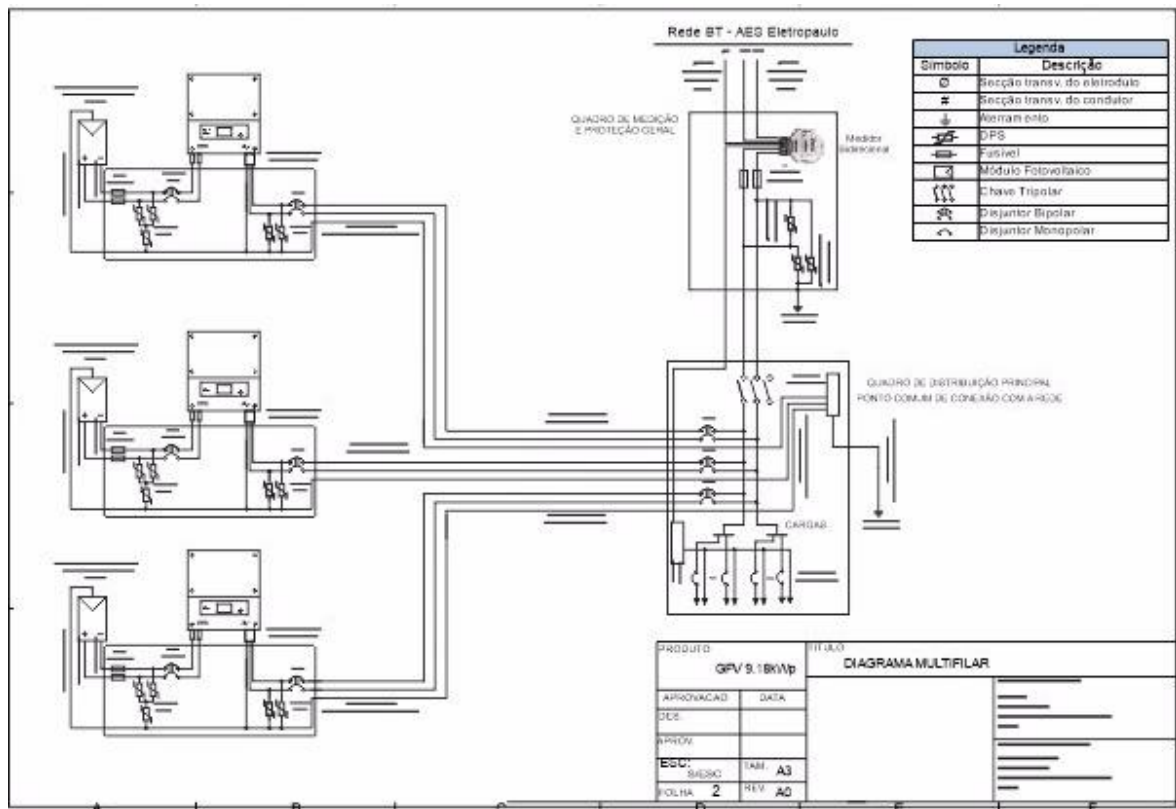 Rede BT - AES Eletropaulo
Legenda
Símbolo Descrição
Ø Secção transv. do eletroduto
# Secção transv. do condutor
Aterramento
DPS
Fusível
Módulo Fotovoltaico
Chave Tripolar
Disjuntor Bipolar
Disjuntor Monopolar
QUADRO DE MEDIÇÃO
E PROTEÇÃO GERAL
Medidor
Bidirecional
QUADRO DE DISTRIBUIÇÃO PRINCIPAL
PONTO COMUM DE CONEXÃO COM A REDE
CARGAS
PRODUTO
GFV 9.18kWp
TITULO
DIAGRAMA MULTIFILAR
APROVACAO DATA
DES.
APROV.
ESC: S/ESC TAM. A3
FOLHA 2 REV. A0
A B C D E F